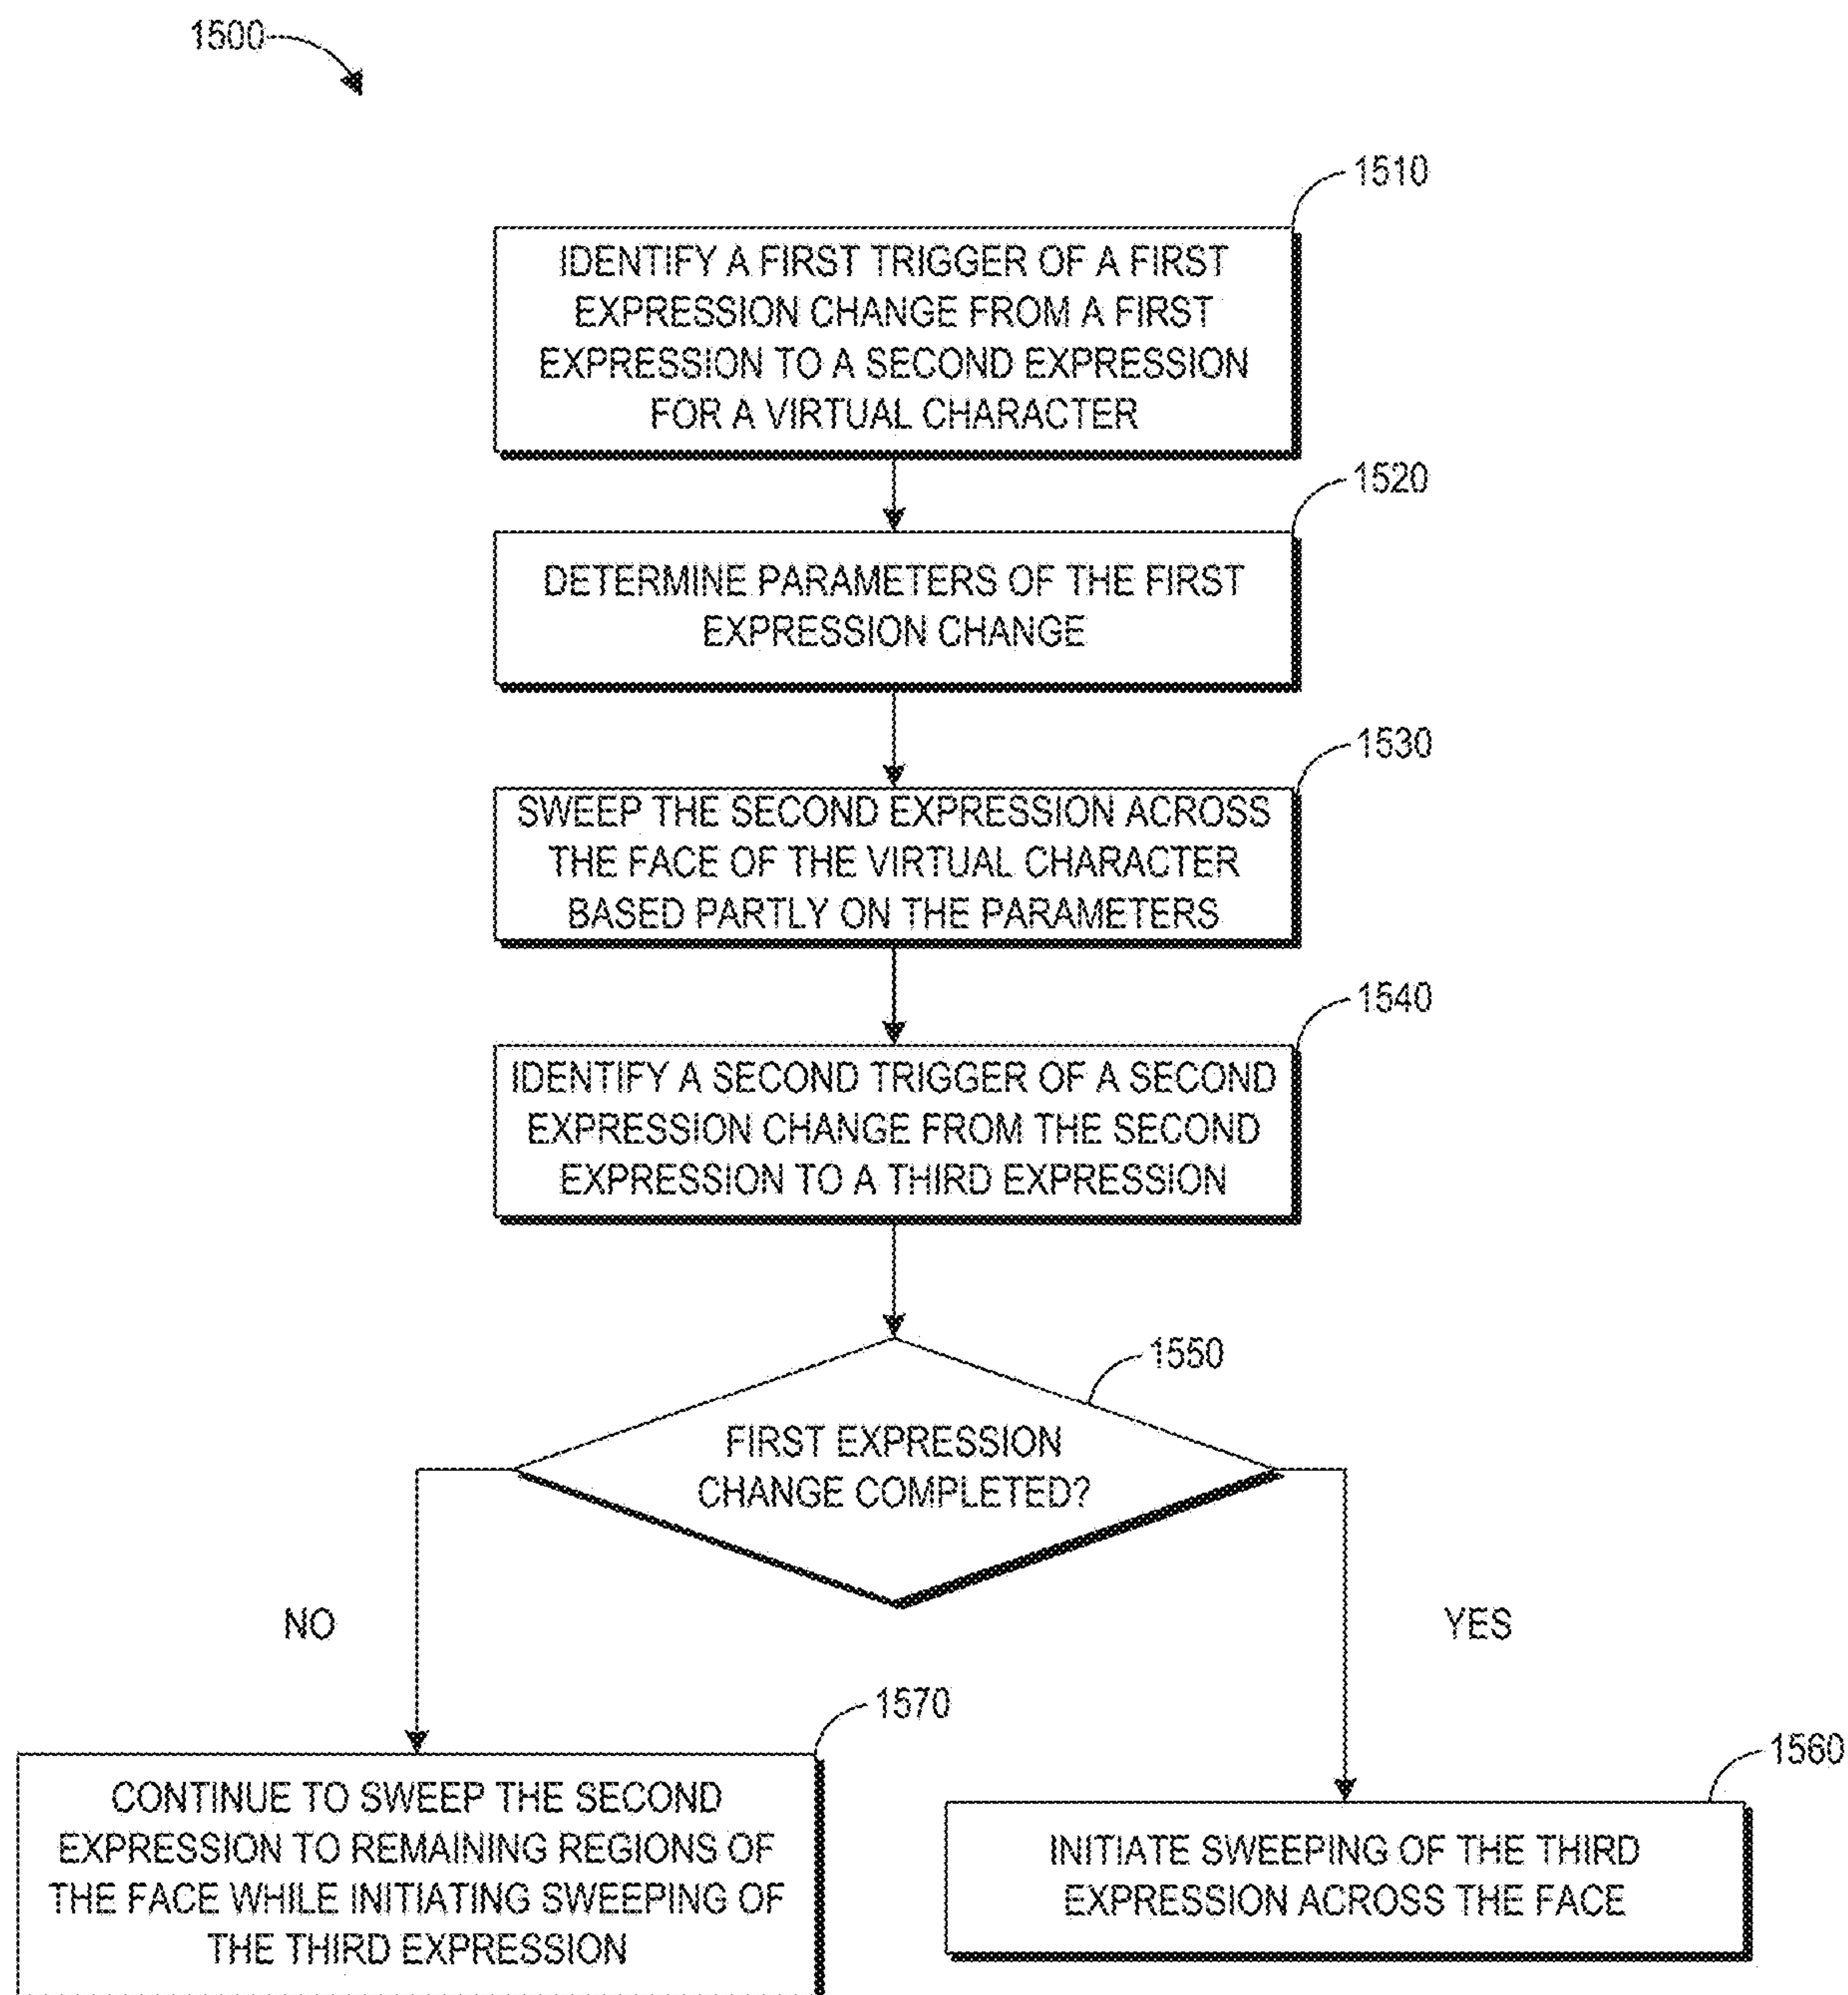 1500
1510
IDENTIFY A FIRST TRIGGER OF A FIRST
EXPRESSION CHANGE FROM A FIRST
EXPRESSION TO A SECOND EXPRESSION
FOR A VIRTUAL CHARACTER
1520
DETERMINE PARAMETERS OF THE FIRST
EXPRESSION CHANGE
1530
SWEEP THE SECOND EXPRESSION ACROSS
THE FACE OF THE VIRTUAL CHARACTER
BASED PARTLY ON THE PARAMETERS
1540
IDENTIFY A SECOND TRIGGER OF A SECOND
EXPRESSION CHANGE FROM THE SECOND
EXPRESSION TO A THIRD EXPRESSION
1550
FIRST EXPRESSION
CHANGE COMPLETED?
NO
YES
1570
CONTINUE TO SWEEP THE SECOND
EXPRESSION TO REMAINING REGIONS OF
THE FACE WHILE INITIATING SWEEPING OF
THE THIRD EXPRESSION
1560
INITIATE SWEEPING OF THE THIRD
EXPRESSION ACROSS THE FACE